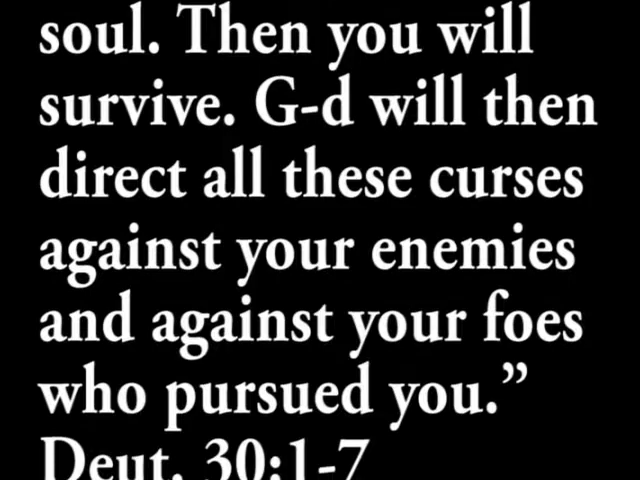 soul. Then you will
survive. G-d will then
direct all these curses
against your enemies
and against your foes
who pursued you.”
Deut. 30:1-7